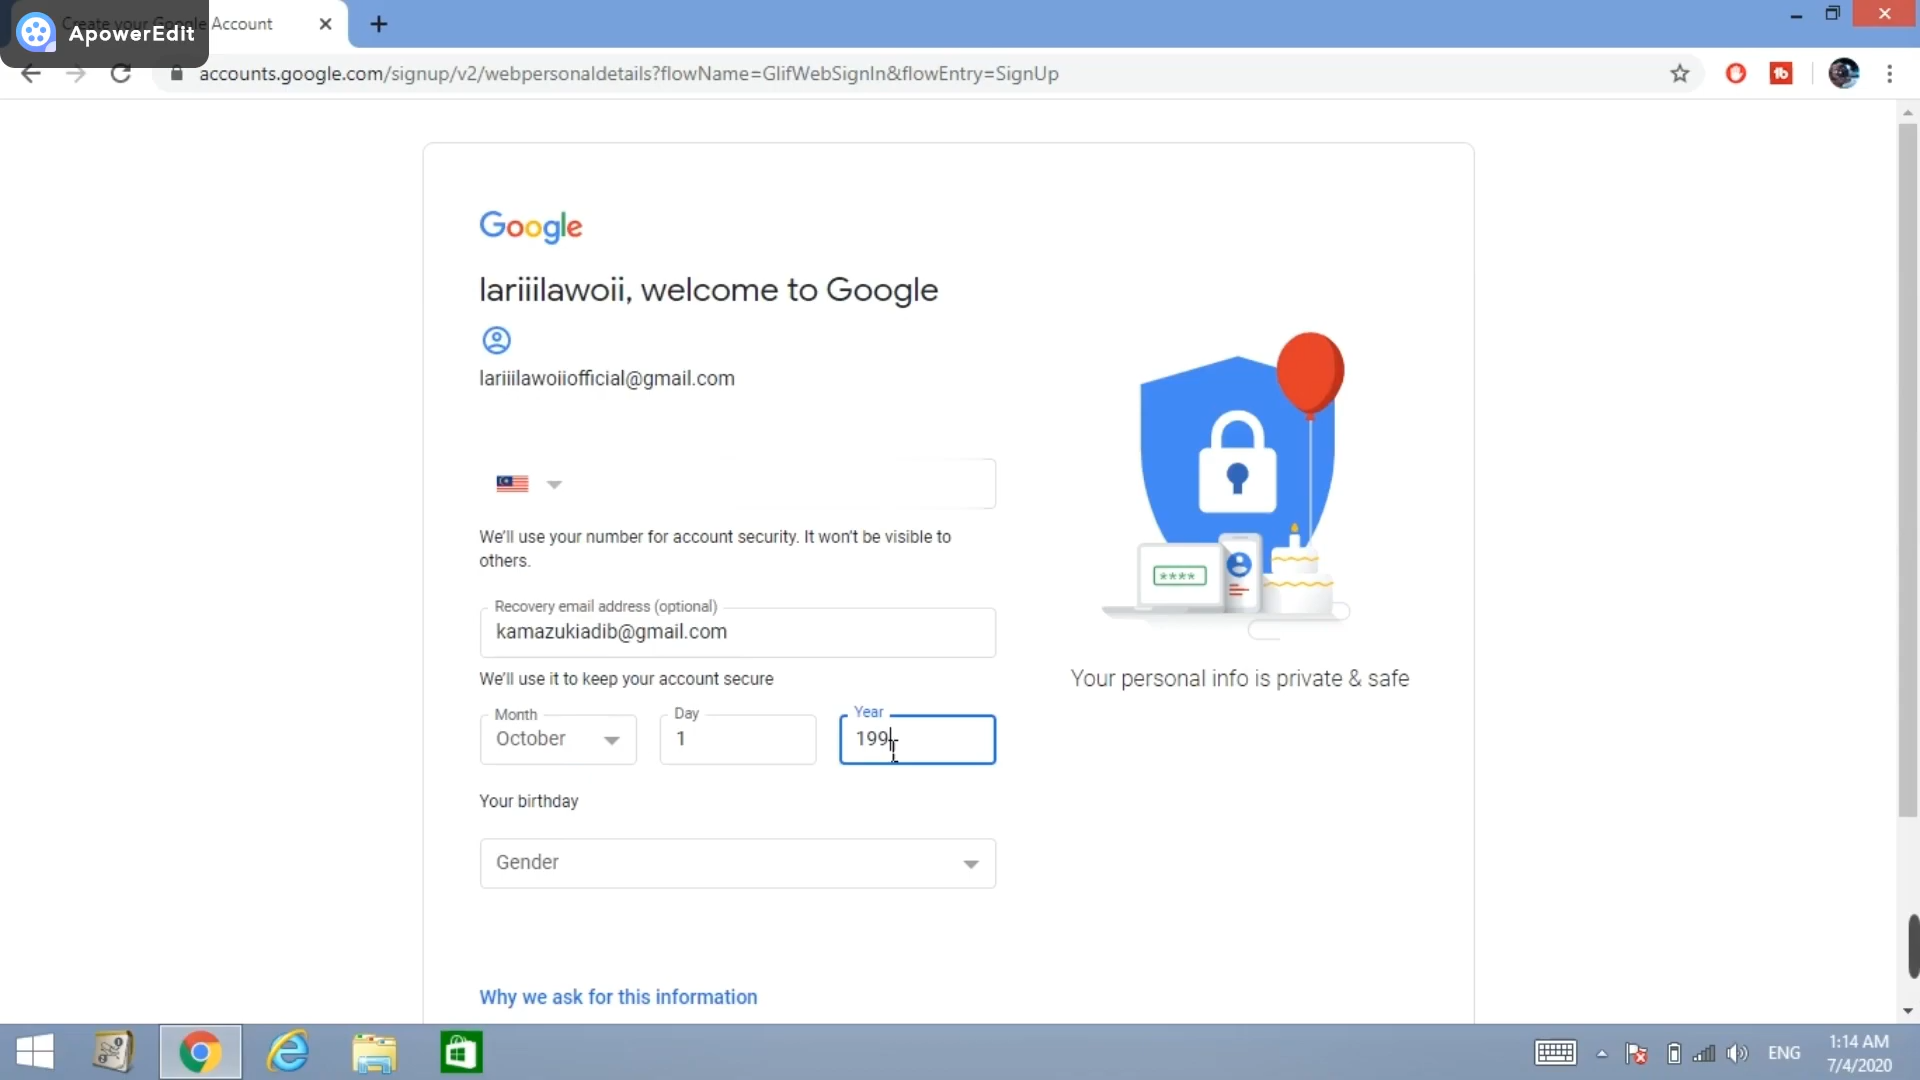 Create your Google Account
ApowerEdit
accounts.google.com/signup/v2/webpersonaldetails?flowName=GlifWebSignIn&flowEntry=SignUp
Google
lariiilawoii, welcome to Google
lariiilawoiiofficial@gmail.com
We'll use your number for account security. It won't be visible to
others.
Recovery email address (optional)
kamazukiadib@gmail.com
We'll use it to keep your account secure
Month
October
Day
1
Year
199
Your birthday
Gender
Why we ask for this information
****
Your personal info is private & safe
ENG
1:14 AM
7/4/2020